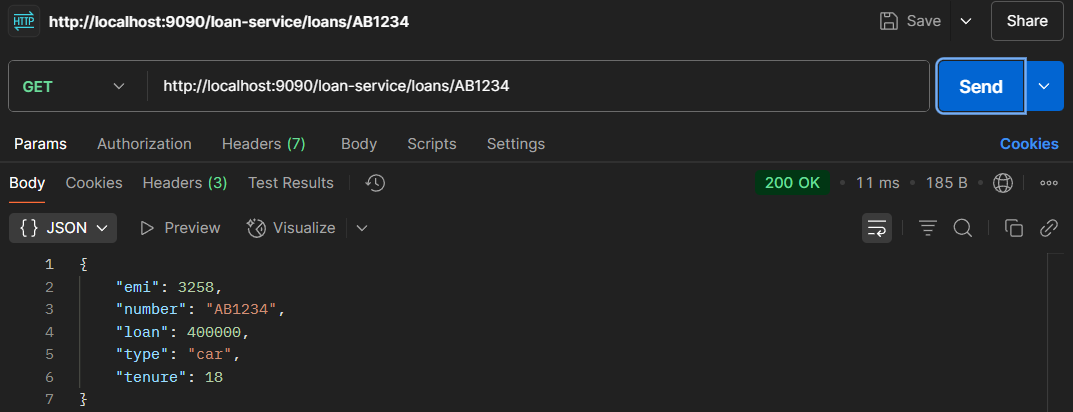 HTTP http://localhost:9090/loan-service/loans/AB1234 Save Share
GET http://localhost:9090/loan-service/loans/AB1234 Send
Params Authorization Headers (7) Body Scripts Settings Cookies
Body Cookies Headers (3) Test Results 200 OK • 11 ms • 185 B
{} JSON Preview Visualize
1 {
2 "emi": 3258,
3 "number": "AB1234",
4 "loan": 400000,
5 "type": "car",
6 "tenure": 18
7 }